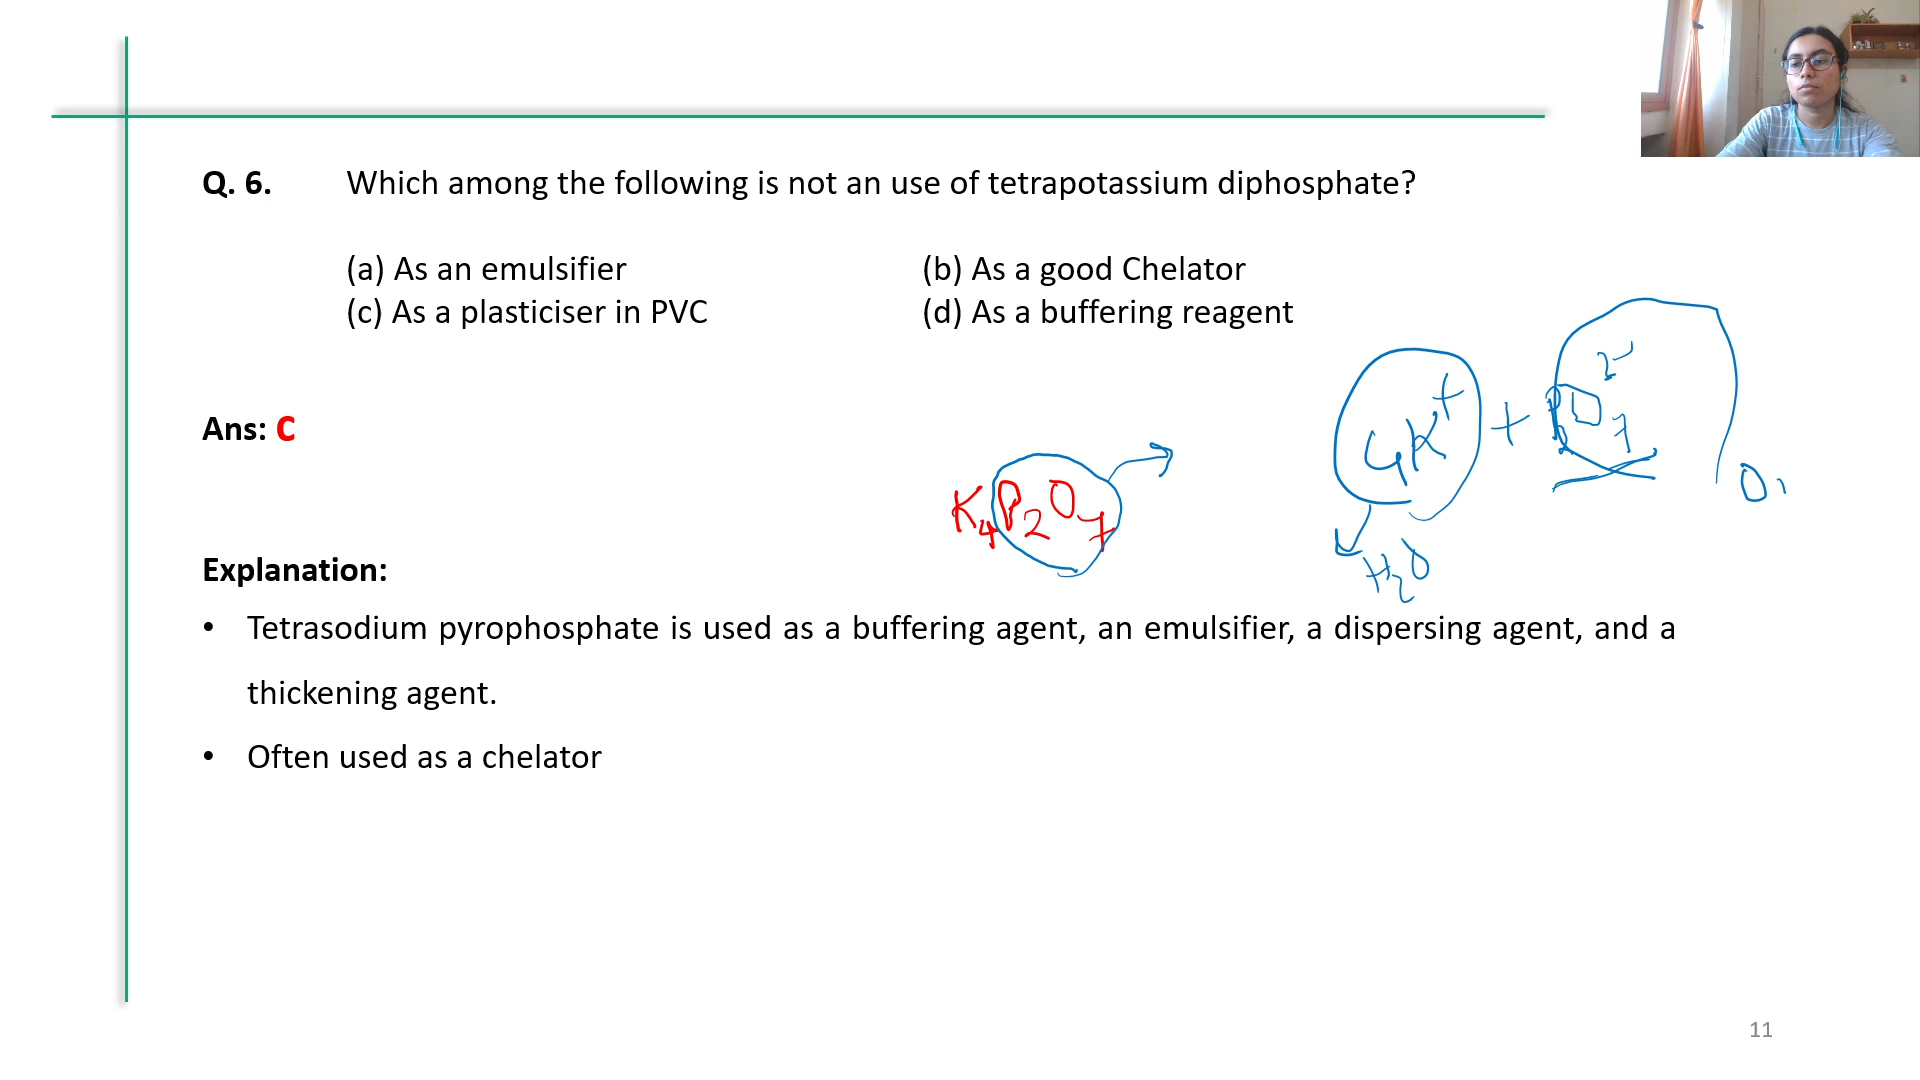 Q. 6. Which among the following is not an use of tetrapotassium diphosphate?
(a) As an emulsifier (b) As a good Chelator
(c) As a plasticiser in PVC (d) As a buffering reagent
Ans: C
K4P2O7
4K+ +
H2O
Explanation:
• Tetrasodium pyrophosphate is used as a buffering agent, an emulsifier, a dispersing agent, and a
thickening agent.
• Often used as a chelator
11